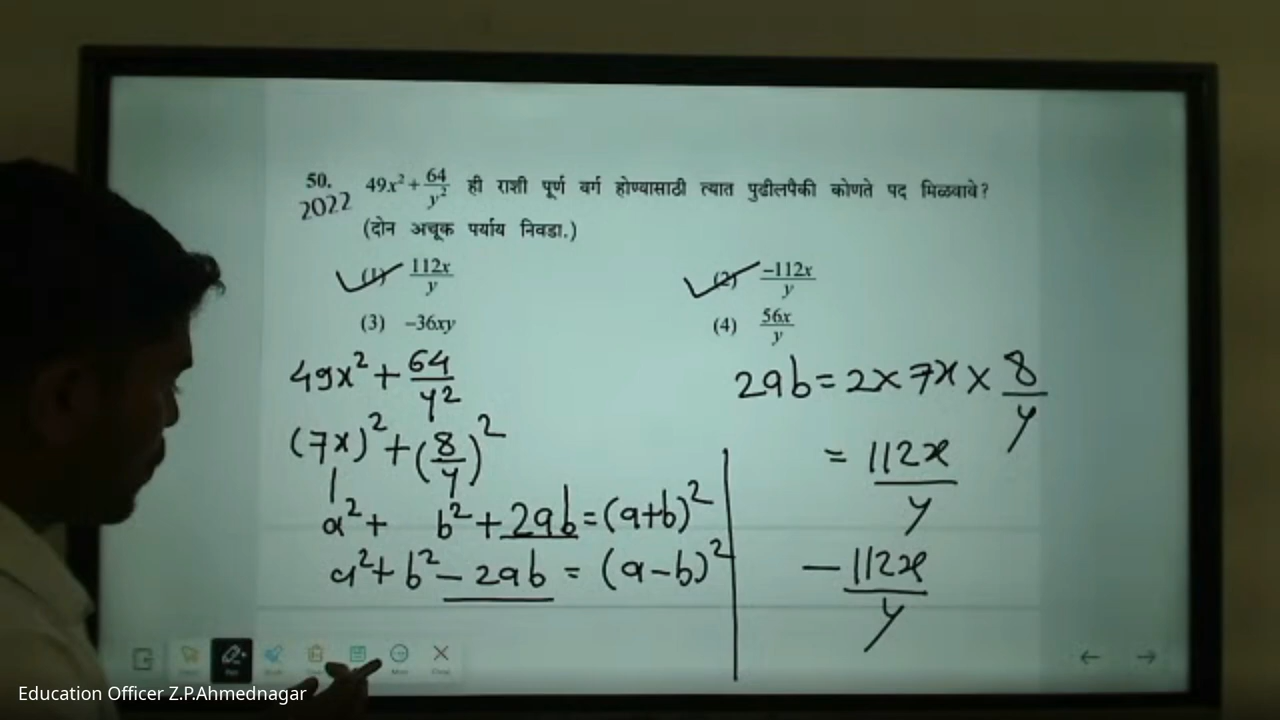 50. 49x² + 64/y² ही राशी पूर्ण वर्ग होण्यासाठी त्यात पुढीलपैकी कोणते पद मिळवावे?
2022
(दोन अचूक पर्याय निवडा.)
(1) 112x/y (2) -112x/y
(3) -36xy (4) 56x/y
49x² + 64/y²
(7x)² + (8/y)²
a² + b² + 2ab = (a+b)²
a² + b² - 2ab = (a-b)²
2ab = 2 × 7x × 8/y
= 112x/y
- 112x/y
Education Officer Z.P.Ahmednagar